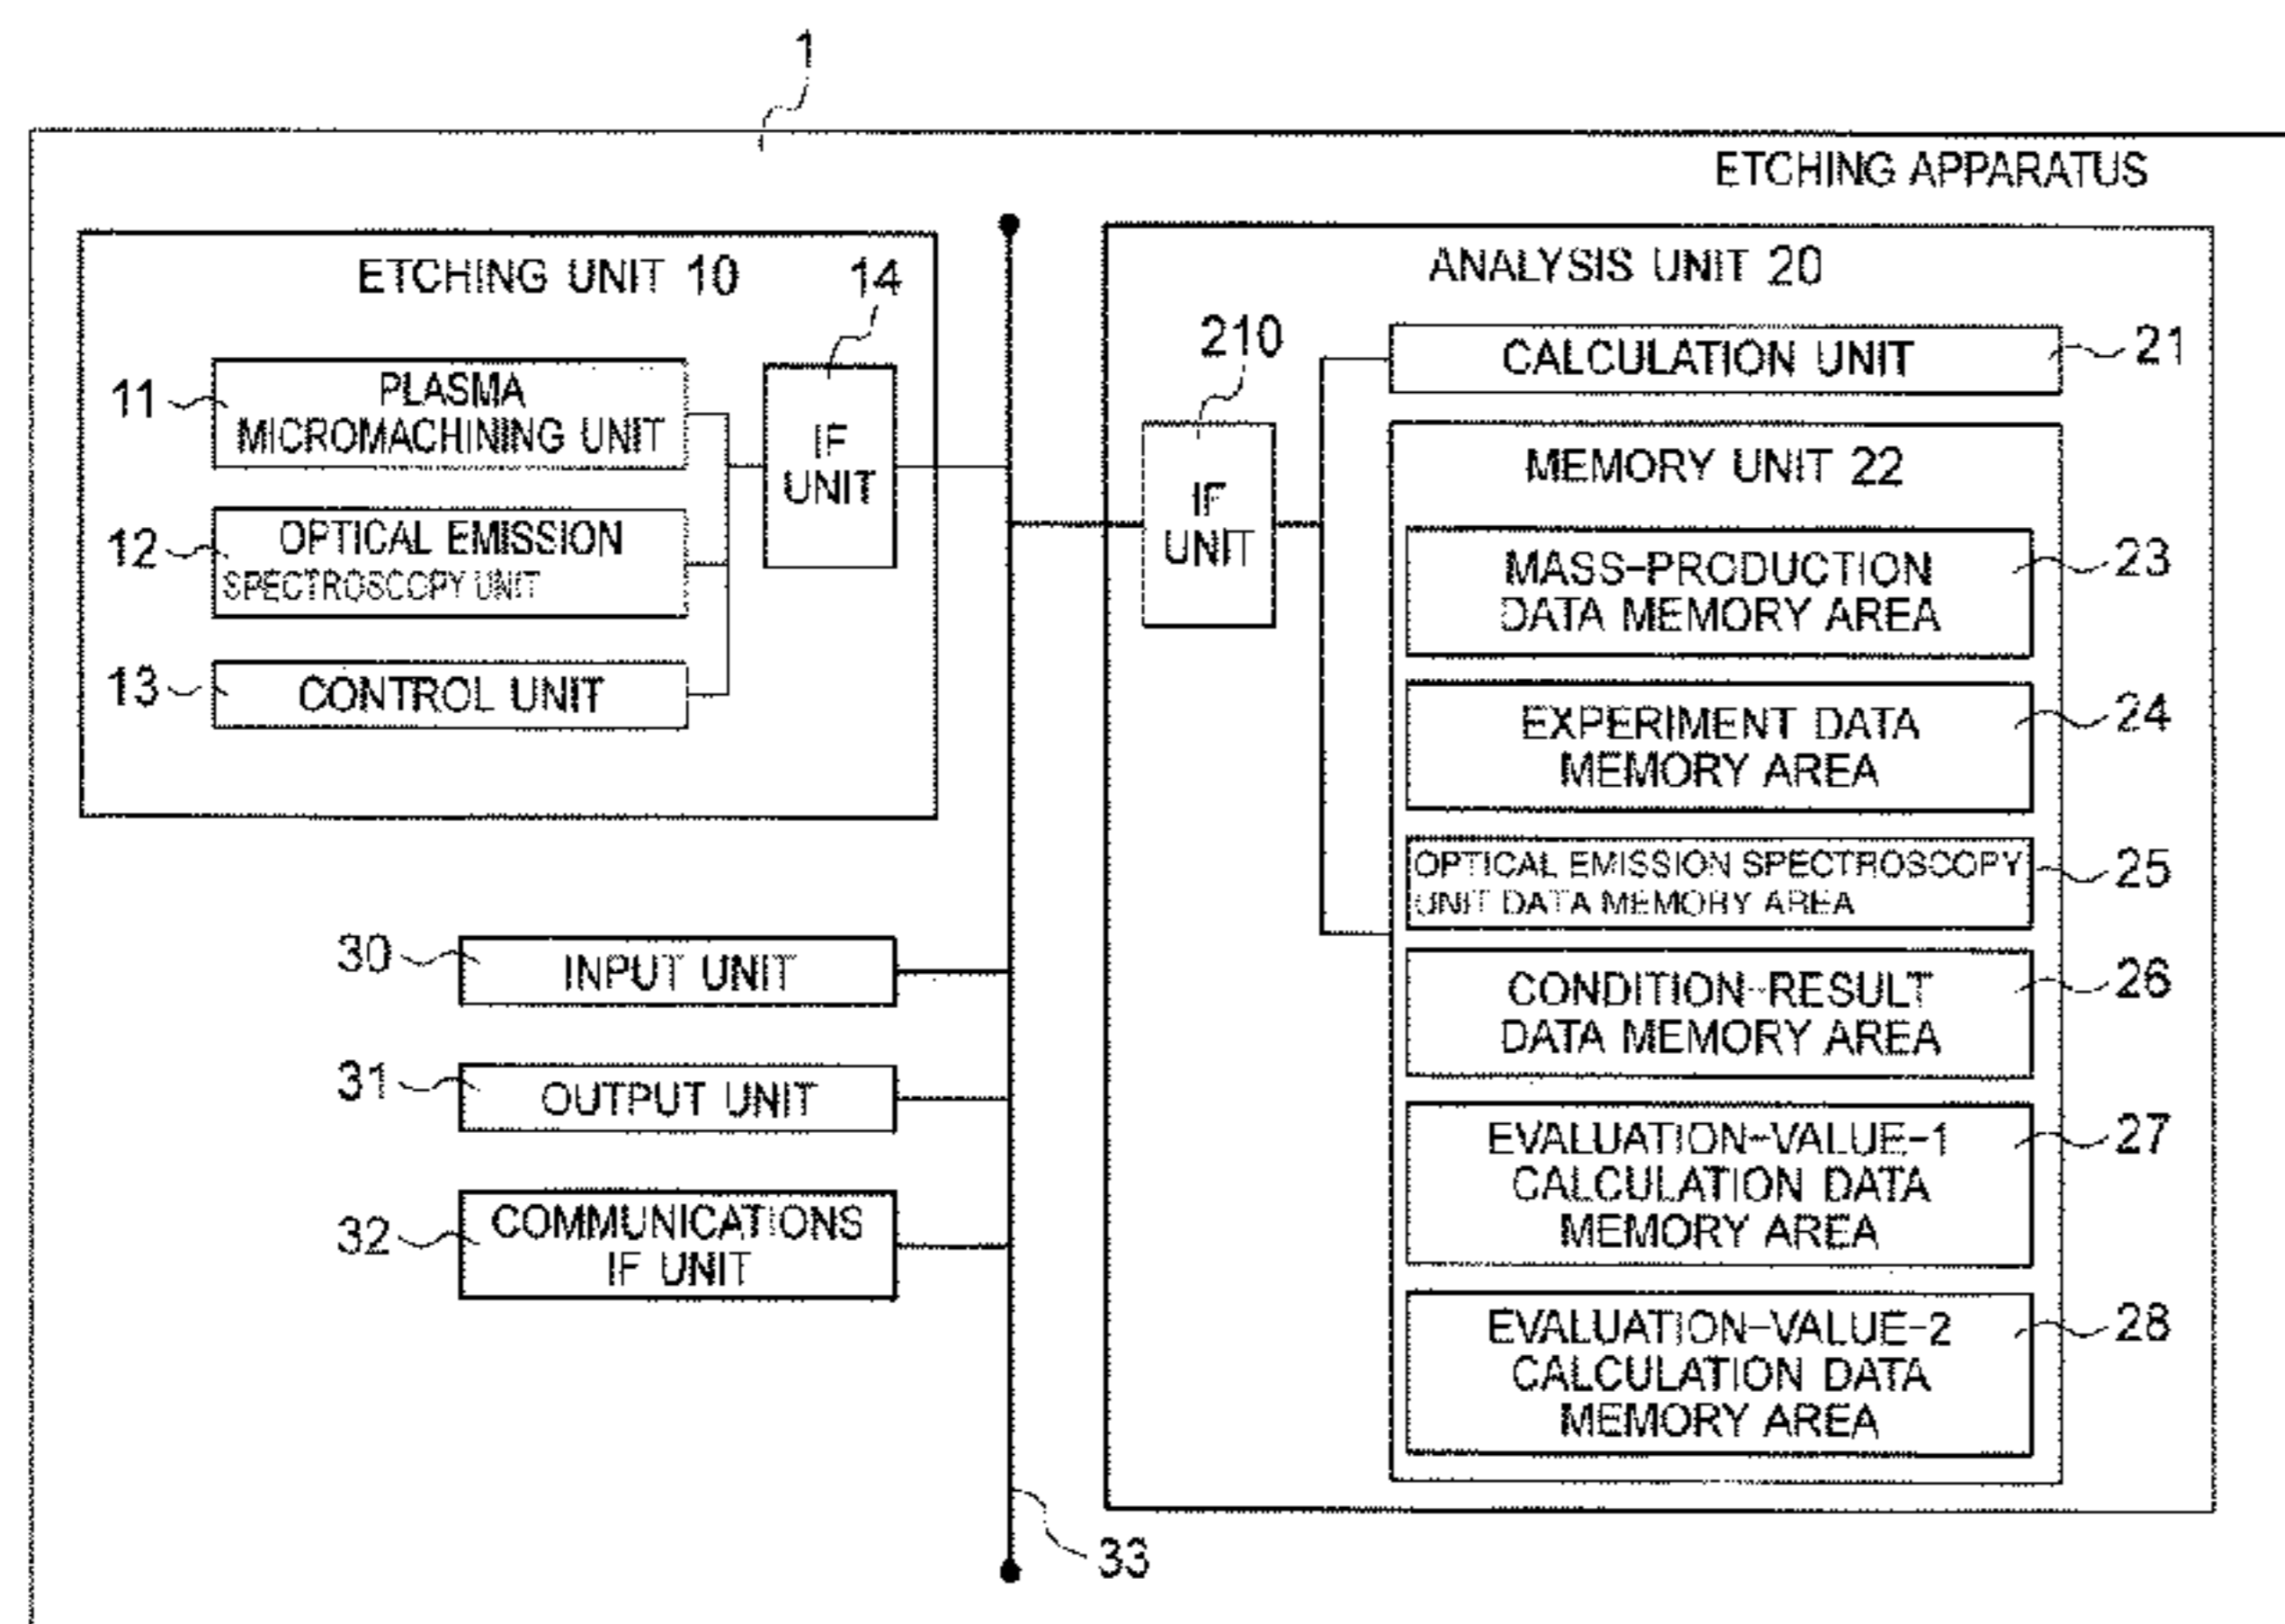 1
ETCHING APPARATUS
ETCHING UNIT 10
14
11
PLASMA
MICROMACHINING UNIT
12
OPTICAL EMISSION
SPECTROSCOPY UNIT
13
CONTROL UNIT
IF
UNIT
30
INPUT UNIT
31
OUTPUT UNIT
32
COMMUNICATIONS
IF UNIT
33
ANALYSIS UNIT 20
210
IF
UNIT
CALCULATION UNIT
21
MEMORY UNIT 22
MASS-PRODUCTION
DATA MEMORY AREA
23
EXPERIMENT DATA
MEMORY AREA
24
OPTICAL EMISSION SPECTROSCOPY
UNIT DATA MEMORY AREA
25
CONDITION-RESULT
DATA MEMORY AREA
26
EVALUATION-VALUE-1
CALCULATION DATA
MEMORY AREA
27
EVALUATION-VALUE-2
CALCULATION DATA
MEMORY AREA
28